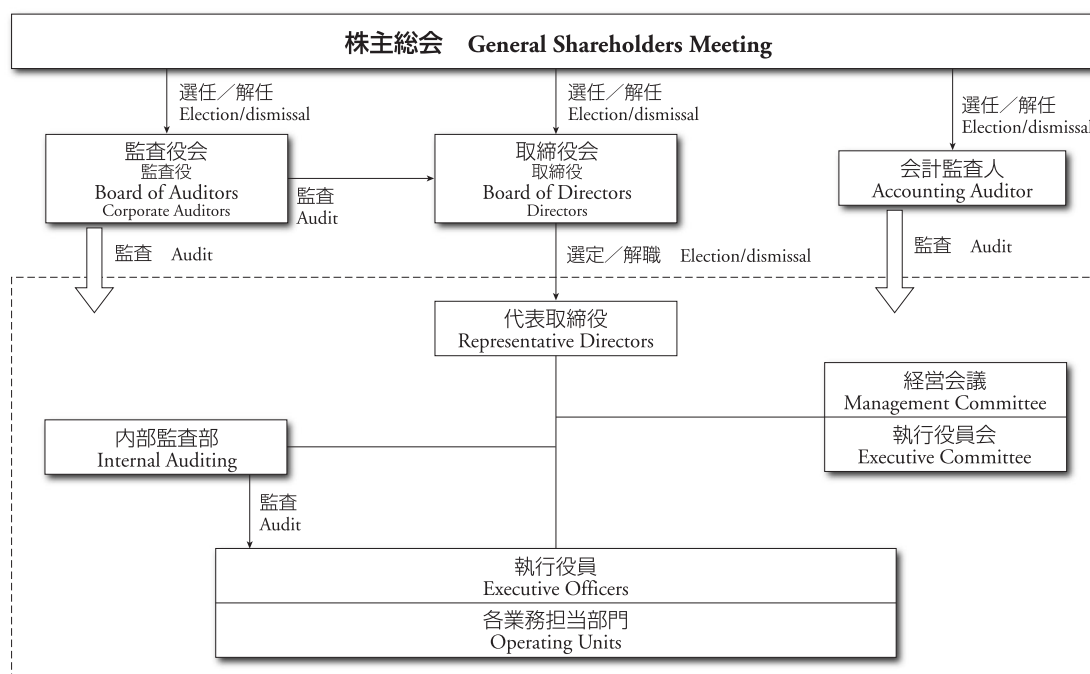 株主総会 General Shareholders Meeting
選任／解任
Election/dismissal
選任／解任
Election/dismissal
選任／解任
Election/dismissal
監査役会
監査役
Board of Auditors
Corporate Auditors
監査
Audit
取締役会
取締役
Board of Directors
Directors
会計監査人
Accounting Auditor
監査 Audit
選定／解職 Election/dismissal
監査 Audit
代表取締役
Representative Directors
経営会議
Management Committee
執行役員会
Executive Committee
内部監査部
Internal Auditing
監査
Audit
執行役員
Executive Officers
各業務担当部門
Operating Units